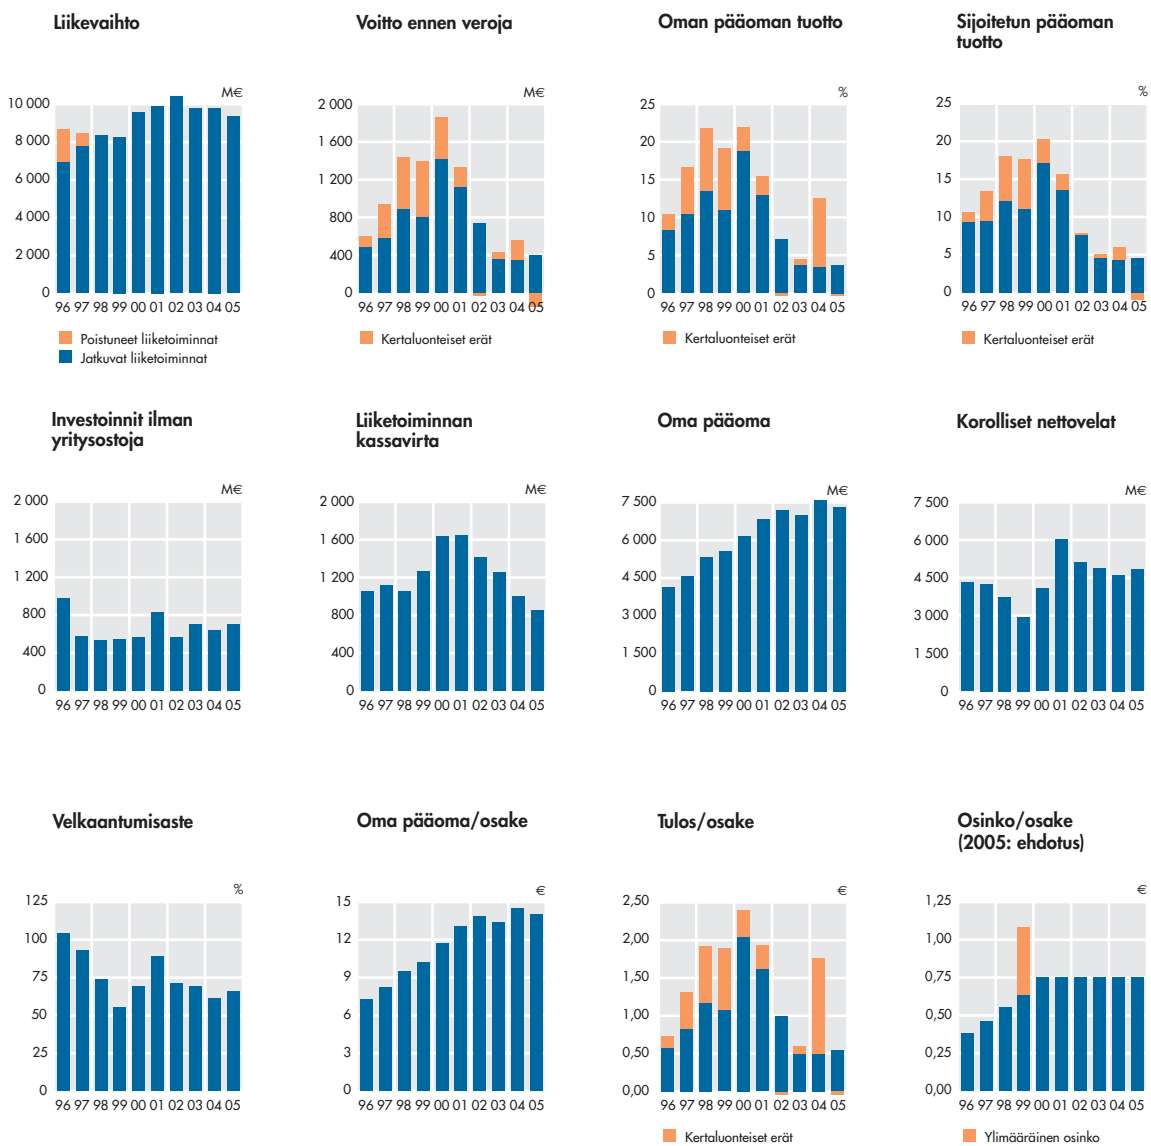 Liikevaihto
M€
10 000
8 000
6 000
4 000
2 000
0
96 97 98 99 00 01 02 03 04 05
Poistuneet liiketoiminnat
Jatkuvat liiketoiminnat
Voitto ennen veroja
M€
2 000
1 600
1 200
800
400
0
96 97 98 99 00 01 02 03 04 05
Kertaluonteiset erät
Oman pääoman tuotto
%
25
20
15
10
5
0
96 97 98 99 00 01 02 03 04 05
Kertaluonteiset erät
Sijoitetun pääoman
tuotto
%
25
20
15
10
5
0
96 97 98 99 00 01 02 03 04 05
Kertaluonteiset erät
Investoinnit ilman
yritysostoja
M€
2 000
1 600
1 200
800
400
0
96 97 98 99 00 01 02 03 04 05
Liiketoiminnan
kassavirta
M€
2 000
1 600
1 200
800
400
0
96 97 98 99 00 01 02 03 04 05
Oma pääoma
M€
7 500
6 000
4 500
3 000
1 500
0
96 97 98 99 00 01 02 03 04 05
Korolliset nettovelat
M€
7 500
6 000
4 500
3 000
1 500
0
96 97 98 99 00 01 02 03 04 05
Velkaantumisaste
%
125
100
75
50
25
0
96 97 98 99 00 01 02 03 04 05
Oma pääoma/osake
€
15
12
9
6
3
0
96 97 98 99 00 01 02 03 04 05
Tulos/osake
€
2,50
2,00
1,50
1,00
0,50
0,00
96 97 98 99 00 01 02 03 04 05
Kertaluonteiset erät
Osinko/osake
(2005: ehdotus)
€
1,25
1,00
0,75
0,50
0,25
0,00
96 97 98 99 00 01 02 03 04 05
Ylimääräinen osinko